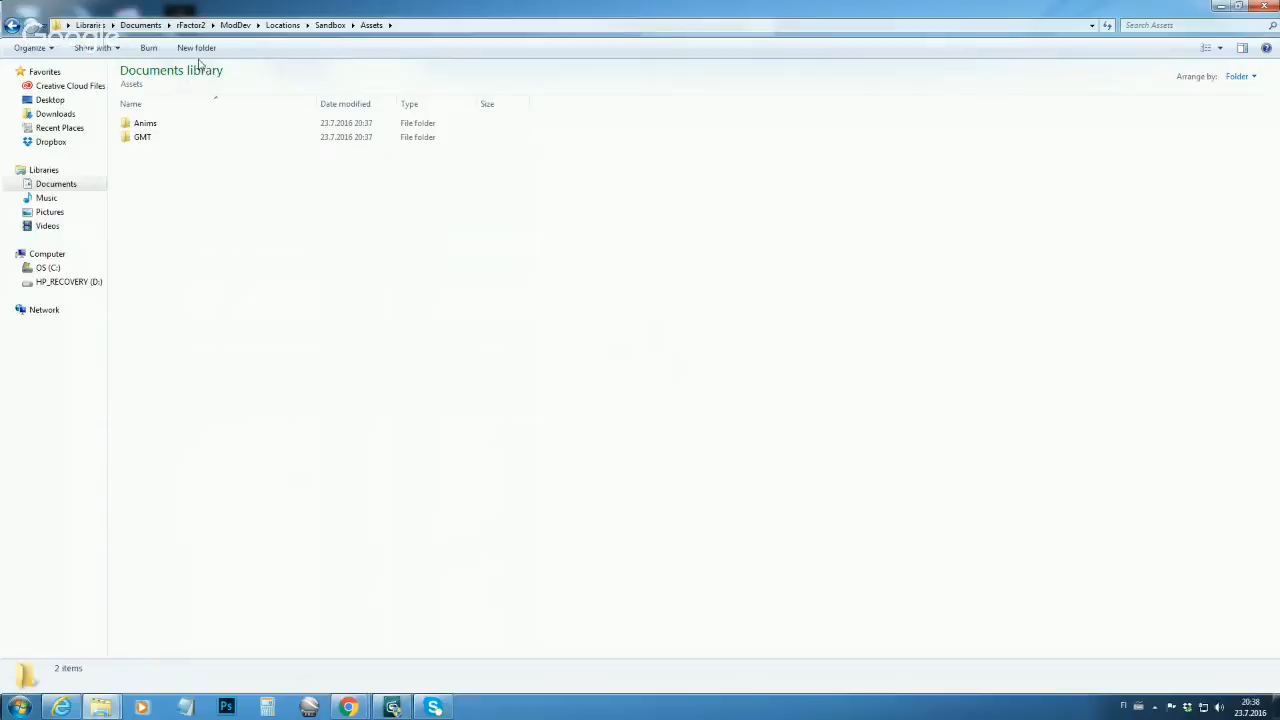 Libraries ▸ Documents ▸ rFactor2 ▸ ModDev ▸ Locations ▸ Sandbox ▸ Assets ▸
Search Assets
Google
Organize Share with Burn New folder
Documents library
Assets
Arrange by: Folder
Name Date modified Type Size
Anims 23.7.2016 20:37 File folder
GMT 23.7.2016 20:37 File folder
Favorites
Creative Cloud Files
Desktop
Downloads
Recent Places
Dropbox
Libraries
Documents
Music
Pictures
Videos
Computer
OS (C:)
HP_RECOVERY (D:)
Network
2 items
Ps
FI
20:38
23.7.2016